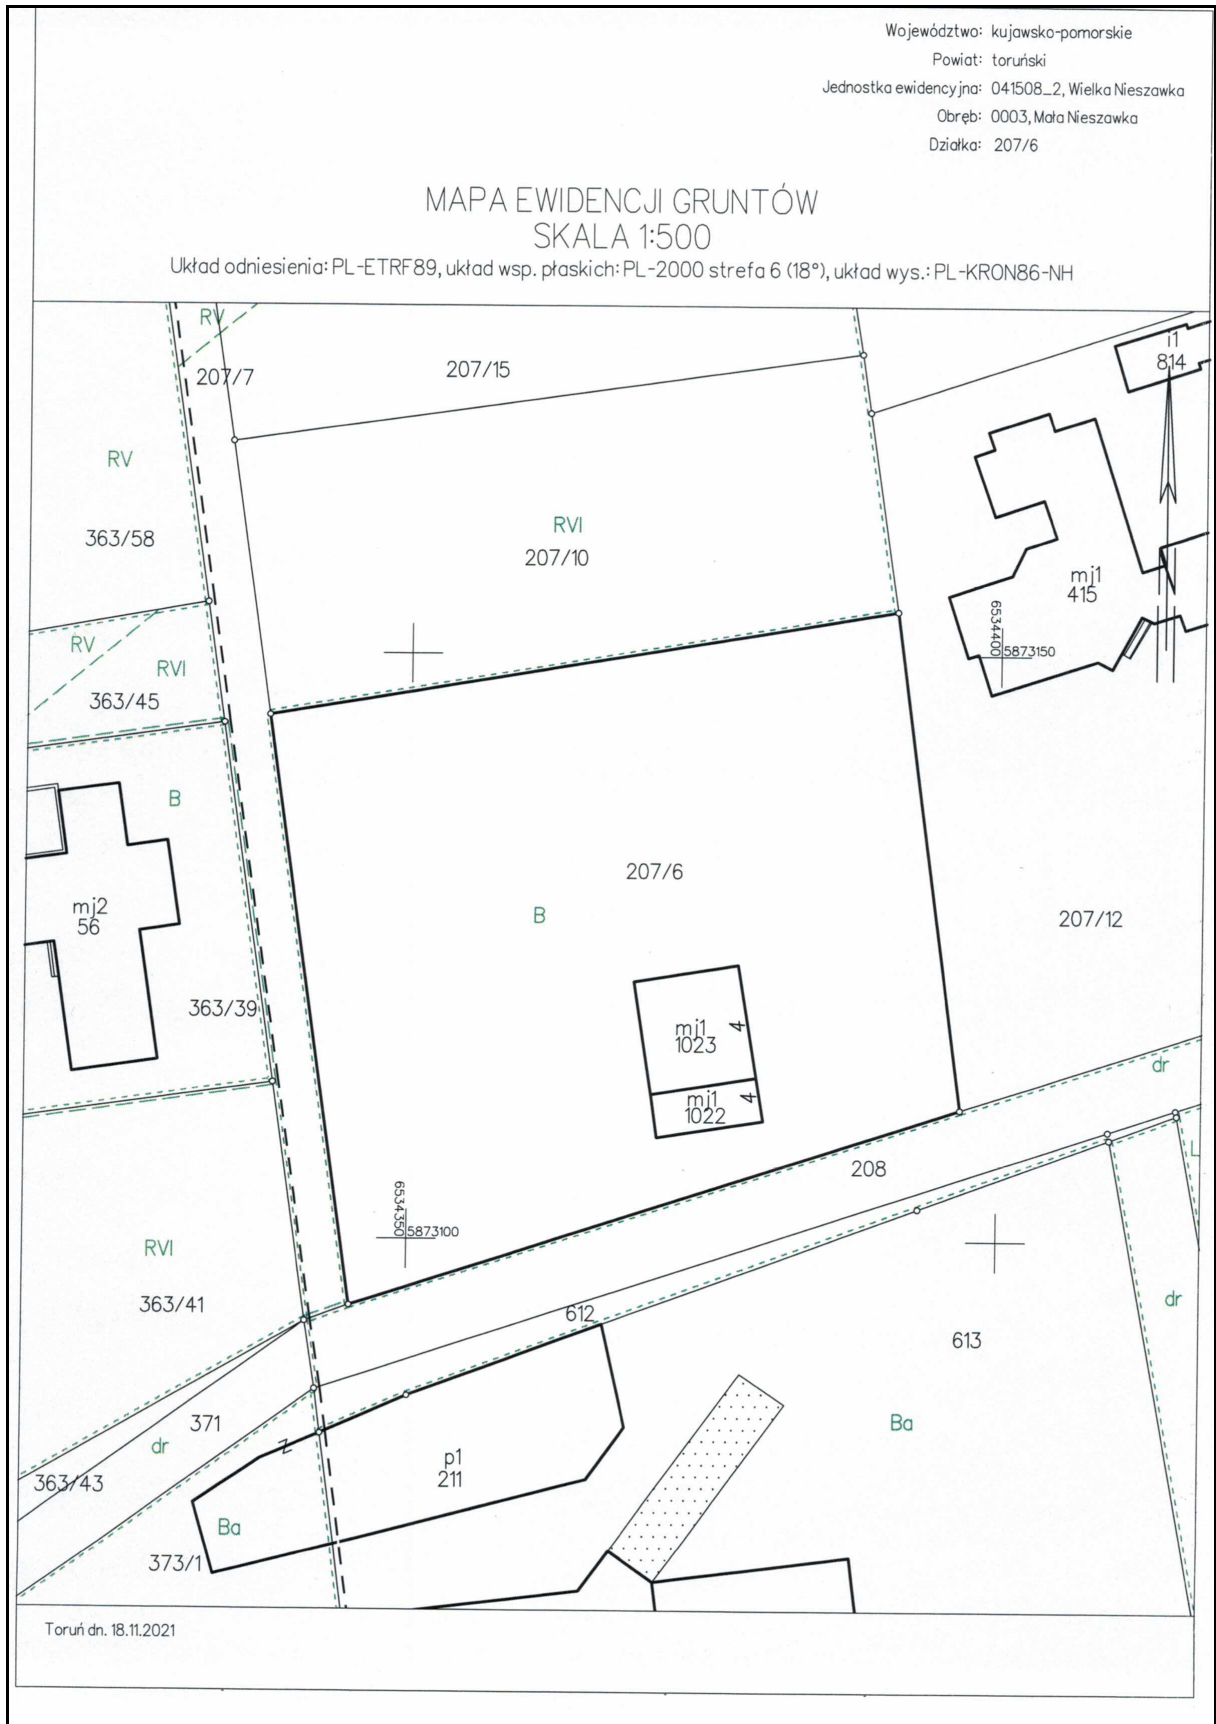 Województwo: kujawsko-pomorskie
Powiat: toruński
Jednostka ewidencyjna: 041508_2, Wielka Nieszawka
Obręb: 0003, Mała Nieszawka
Działka: 207/6
MAPA EWIDENCJI GRUNTÓW
SKALA 1:500
Układ odniesienia: PL-ETRF89, układ wsp. płaskich: PL-2000 strefa 6 (18°), układ wys.: PL-KRON86-NH
RV
207/7
207/15
i1
814
RV
363/58
RVI
207/10
mj1
415
6534400
5873150
RV
RVI
363/45
B
mj2
56
207/6
B
207/12
363/39
mj1
1023
4
mj1
1022
4
dr
L
208
6534350
5873100
RVI
363/41
612
dr
613
371
dr
Z
Ba
363/43
p1
211
Ba
373/1
Toruń dn. 18.11.2021